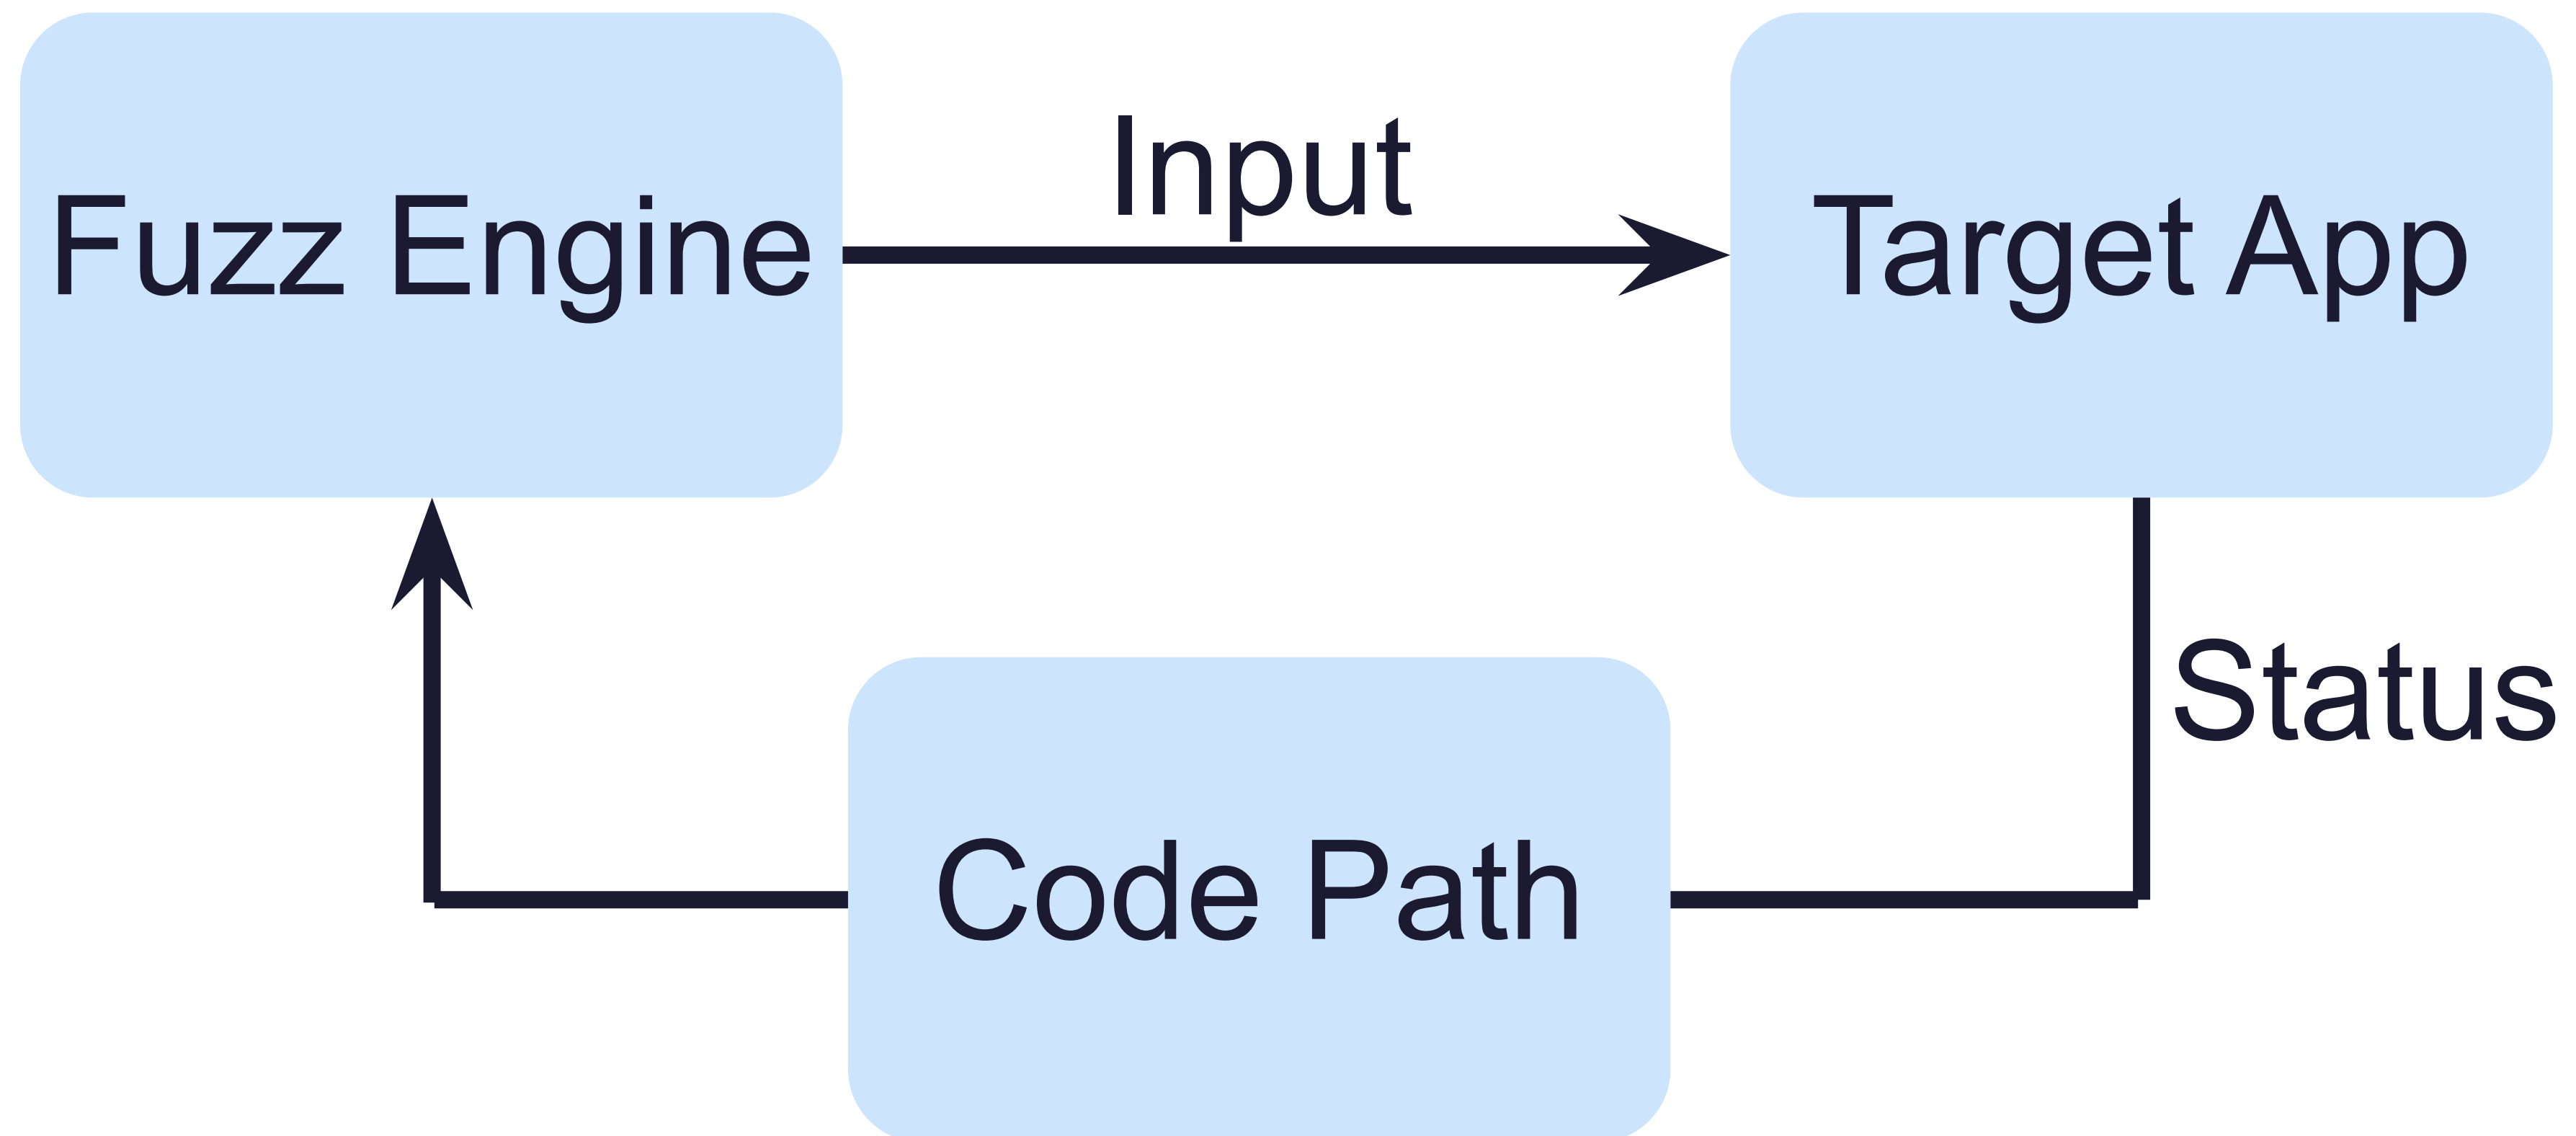 Input
Fuzz Engine
Target App
Status
Code Path